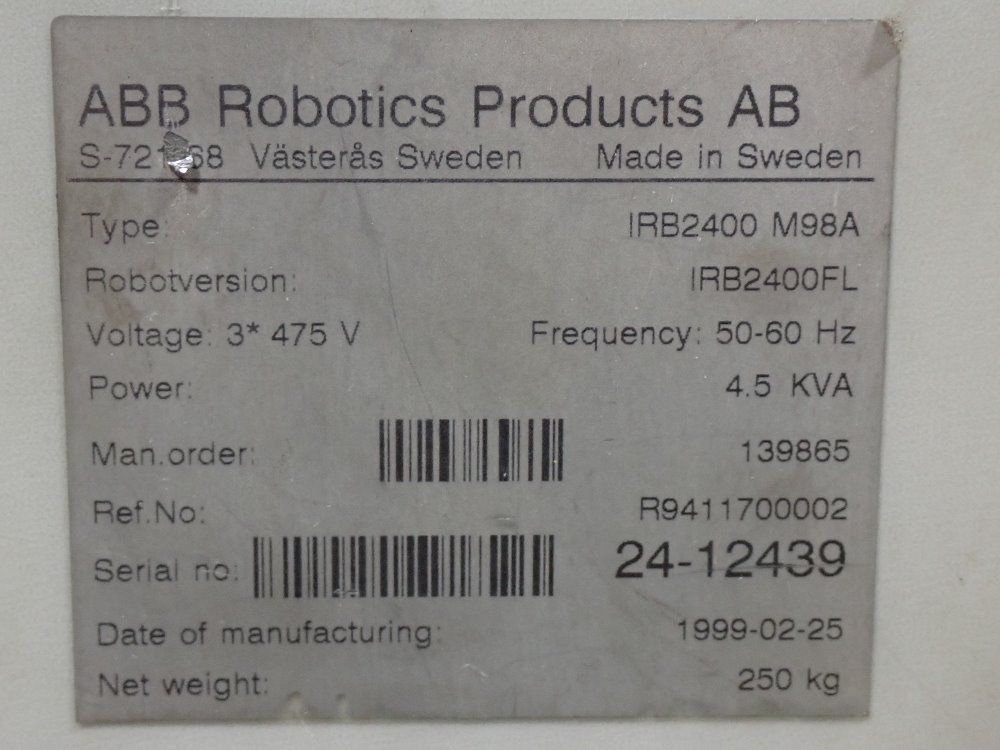 ABB Robotics Products AB
Västerås Sweden Made in Sweden
Type: IRB2400 M98A
Robotversion: IRB2400FL
Voltage: 3* 475 V Frequency: 50-60 Hz
Power: 4.5 KVA
Man.order: 139865
Ref.No: R9411700002
Serial no: 24-12439
Date of manufacturing: 1999-02-25
Net weight: 250 kg